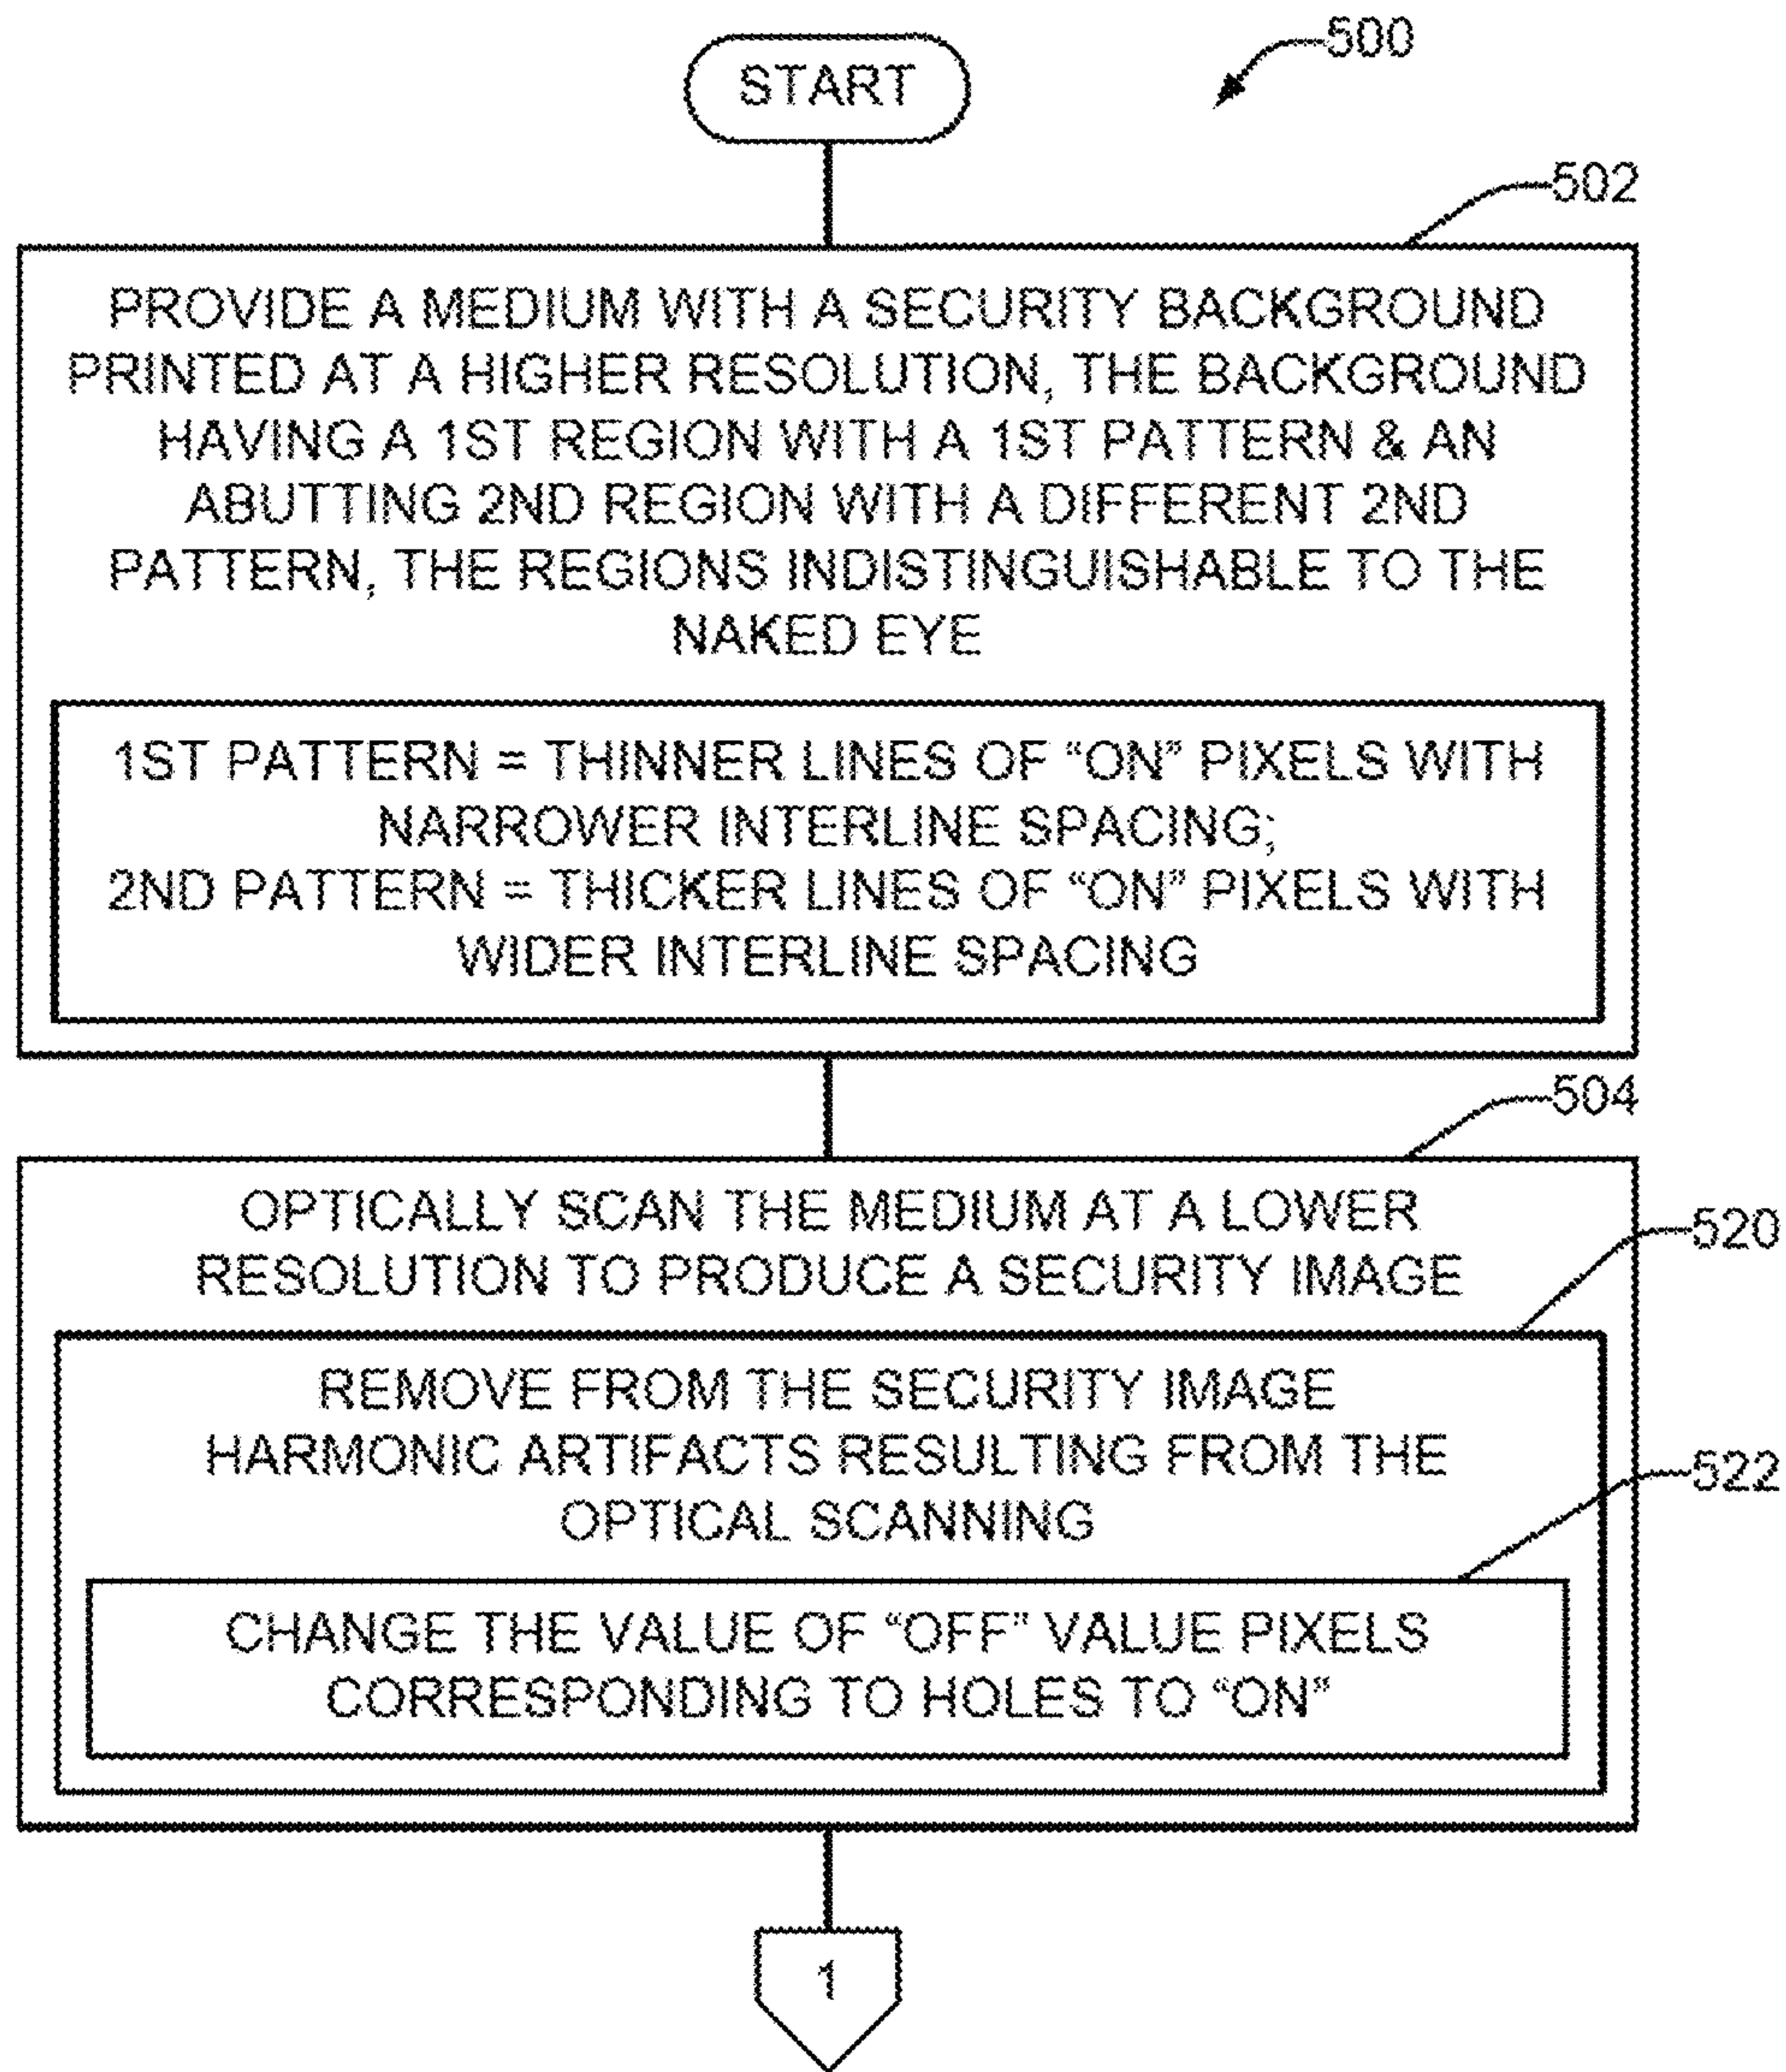 START
500
502
PROVIDE A MEDIUM WITH A SECURITY BACKGROUND
PRINTED AT A HIGHER RESOLUTION, THE BACKGROUND
HAVING A 1ST REGION WITH A 1ST PATTERN & AN
ABUTTING 2ND REGION WITH A DIFFERENT 2ND
PATTERN, THE REGIONS INDISTINGUISHABLE TO THE
NAKED EYE
1ST PATTERN = THINNER LINES OF “ON” PIXELS WITH
NARROWER INTERLINE SPACING;
2ND PATTERN = THICKER LINES OF “ON” PIXELS WITH
WIDER INTERLINE SPACING
504
OPTICALLY SCAN THE MEDIUM AT A LOWER
RESOLUTION TO PRODUCE A SECURITY IMAGE
520
REMOVE FROM THE SECURITY IMAGE
HARMONIC ARTIFACTS RESULTING FROM THE
OPTICAL SCANNING
522
CHANGE THE VALUE OF “OFF” VALUE PIXELS
CORRESPONDING TO HOLES TO “ON”
1